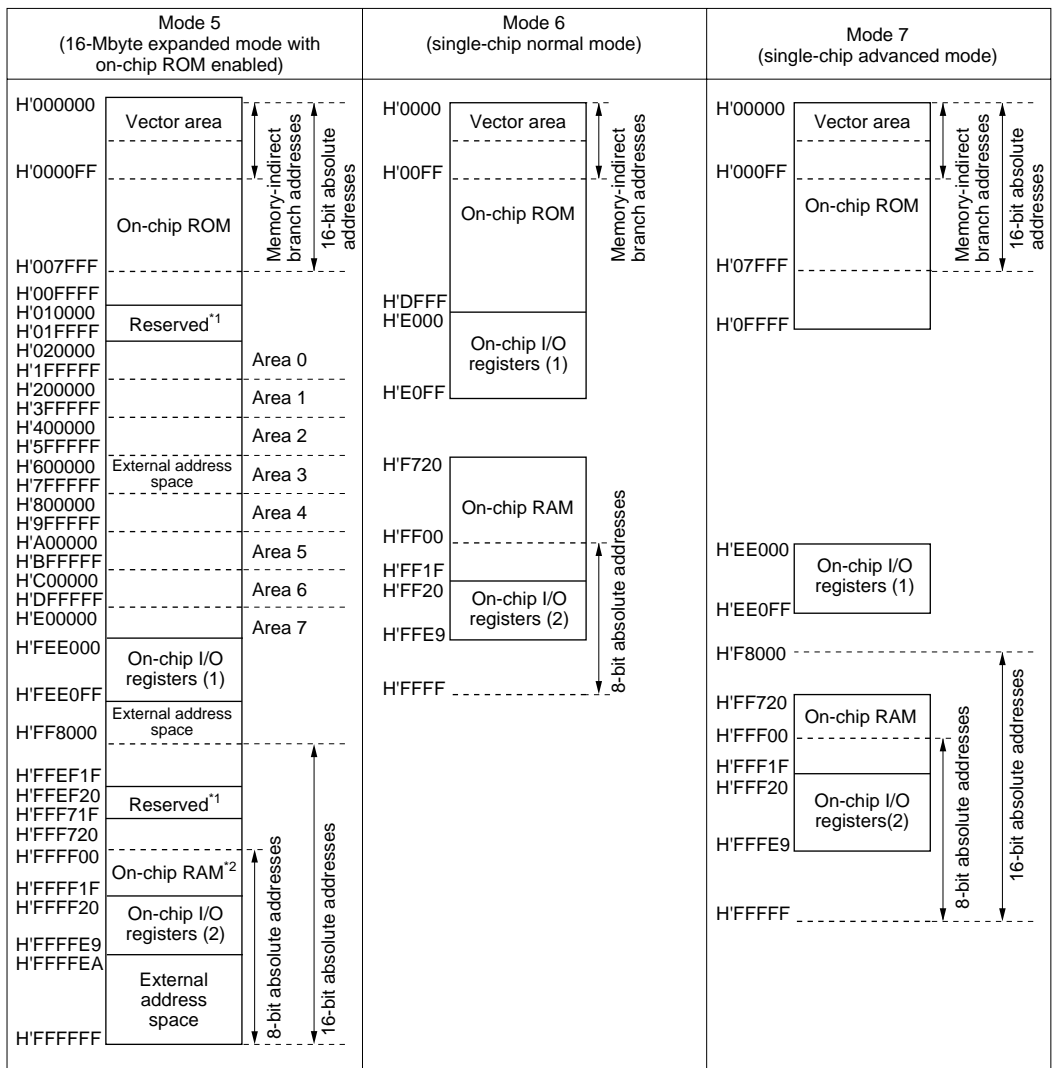 Mode 5
(16-Mbyte expanded mode with
on-chip ROM enabled)
H'000000
Vector area
H'0000FF
On-chip ROM
H'007FFF
H'00FFFF
H'010000
Reserved*1
H'01FFFF
H'020000
Area 0
H'1FFFFF
H'200000
Area 1
H'3FFFFF
H'400000
Area 2
H'5FFFFF
H'600000
External address
space
Area 3
H'7FFFFF
H'800000
Area 4
H'9FFFFF
H'A00000
Area 5
H'BFFFFF
H'C00000
Area 6
H'DFFFFF
H'E00000
Area 7
H'FEE000
On-chip I/O
registers (1)
H'FEE0FF
External address
space
H'FF8000
H'FFEF1F
H'FFEF20
Reserved*1
H'FFF71F
H'FFF720
H'FFFF00
On-chip RAM*2
H'FFFF1F
H'FFFF20
On-chip I/O
registers (2)
H'FFFFE9
H'FFFFEA
External
address
space
H'FFFFFF
Memory-indirect
branch addresses
16-bit absolute
addresses
8-bit absolute addresses
16-bit absolute addresses
Mode 6
(single-chip normal mode)
H'0000
Vector area
H'00FF
On-chip ROM
H'DFFF
H'E000
On-chip I/O
registers (1)
H'E0FF
H'F720
On-chip RAM
H'FF00
H'FF1F
H'FF20
On-chip I/O
registers (2)
H'FFE9
H'FFFF
Memory-indirect
branch addresses
8-bit absolute addresses
Mode 7
(single-chip advanced mode)
H'00000
Vector area
H'000FF
On-chip ROM
H'07FFF
H'0FFFF
H'EE000
On-chip I/O
registers (1)
H'EE0FF
H'F8000
H'FF720
On-chip RAM
H'FFF00
H'FFF1F
H'FFF20
On-chip I/O
registers(2)
H'FFFE9
H'FFFFF
Memory-indirect
branch addresses
16-bit absolute
addresses
8-bit absolute addresses
16-bit absolute addresses